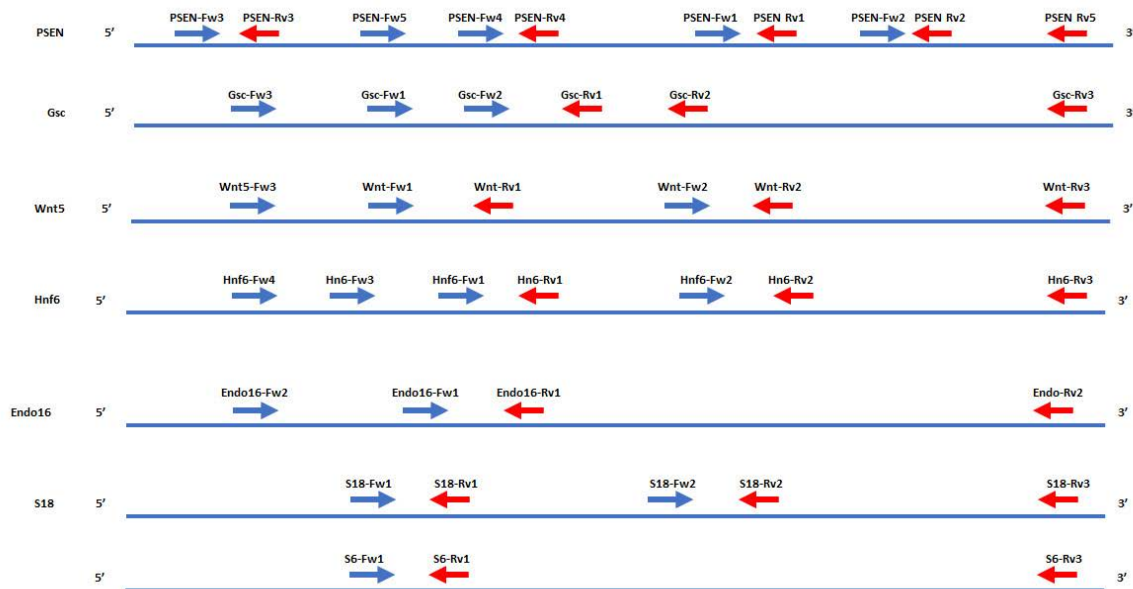 PSEN-Fw3 PSEN-Rv3 PSEN-Fw5 PSEN-Fw4 PSEN-Rv4 PSEN-Fw1 PSEN Rv1 PSEN-Fw2 PSEN Rv2 PSEN Rv5
PSEN 5' 3'
Gsc-Fw3 Gsc-Fw1 Gsc-Fw2 Gsc-Rv1 Gsc-Rv2 Gsc-Rv3
Gsc 5' 3'
Wnt5-Fw3 Wnt-Fw1 Wnt-Rv1 Wnt-Fw2 Wnt-Rv2 Wnt-Rv3
Wnt5 5' 3'
Hnf6-Fw4 Hn6-Fw3 Hnf6-Fw1 Hn6-Rv1 Hnf6-Fw2 Hn6-Rv2 Hn6-Rv3
Hnf6 5' 3'
Endo16-Fw2 Endo16-Fw1 Endo16-Rv1 Endo-Rv2
Endo16 5' 3'
S18-Fw1 S18-Rv1 S18-Fw2 S18-Rv2 S18-Rv3
S18 5' 3'
S6-Fw1 S6-Rv1 S6-Rv3
5' 3'